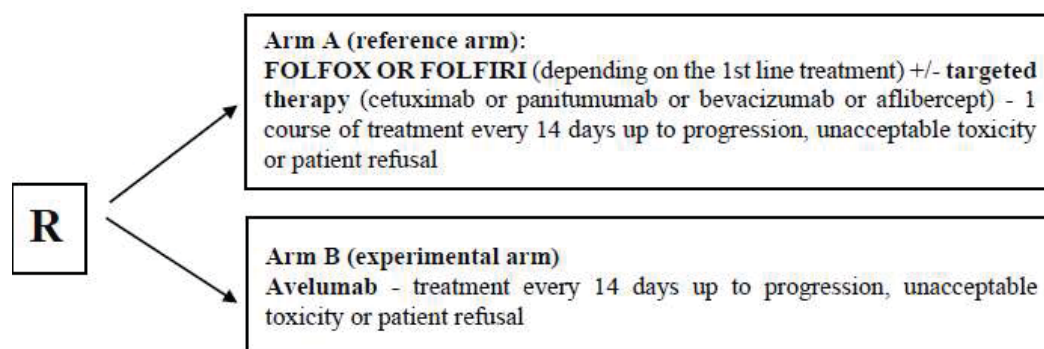 Arm A (reference arm):
FOLFOX OR FOLFIRI (depending on the 1st line treatment) +/- targeted
therapy (cetuximab or panitumumab or bevacizumab or aflibercept) - 1
course of treatment every 14 days up to progression, unacceptable toxicity
or patient refusal
R
Arm B (experimental arm)
Avelumab - treatment every 14 days up to progression, unacceptable
toxicity or patient refusal